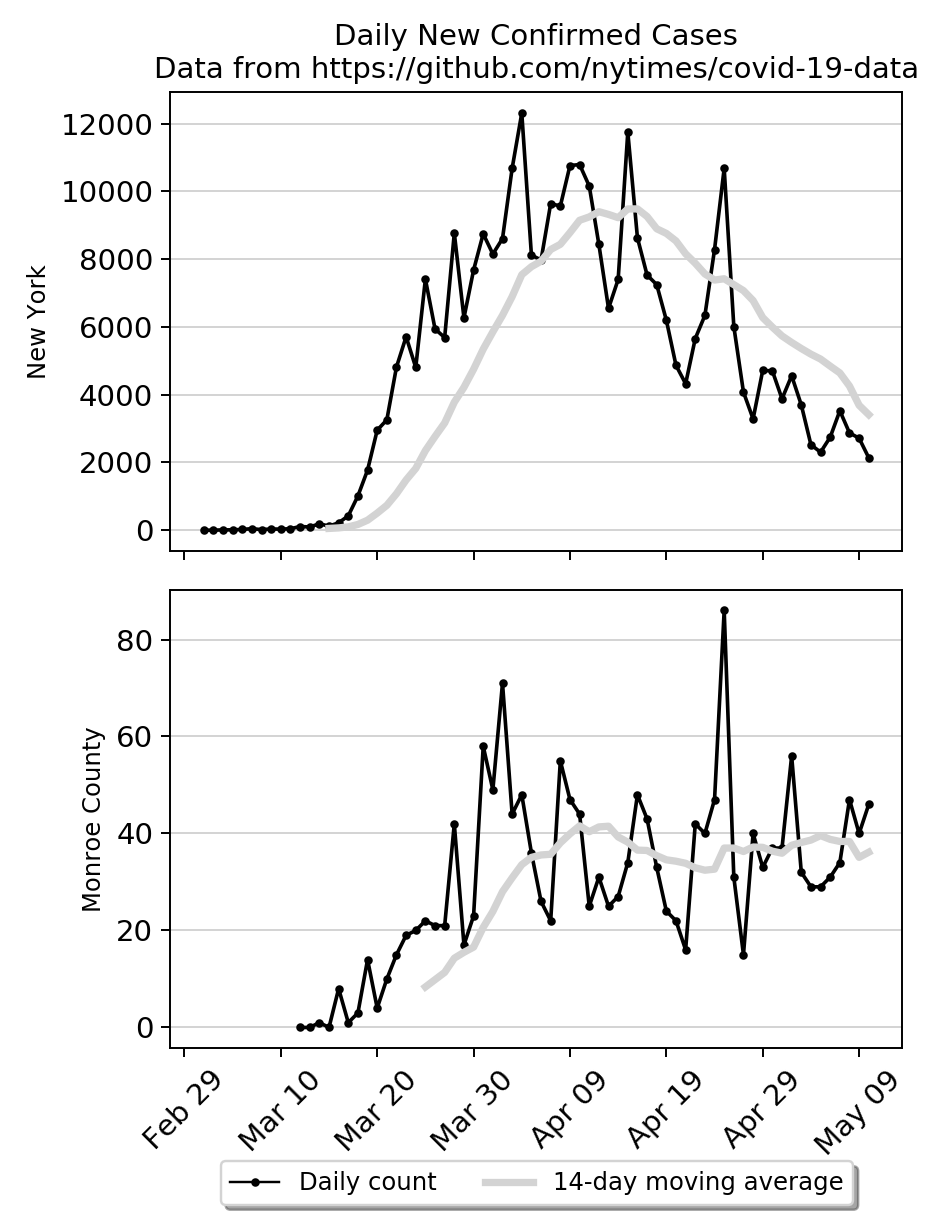 Daily New Confirmed Cases
Data from https://github.com/nytimes/covid-19-data
12000
10000
8000
6000
4000
2000
0
New York
80
60
40
20
0
Monroe County
Feb 29
Mar 10
Mar 20
Mar 30
Apr 09
Apr 19
Apr 29
May 09
Daily count
14-day moving average